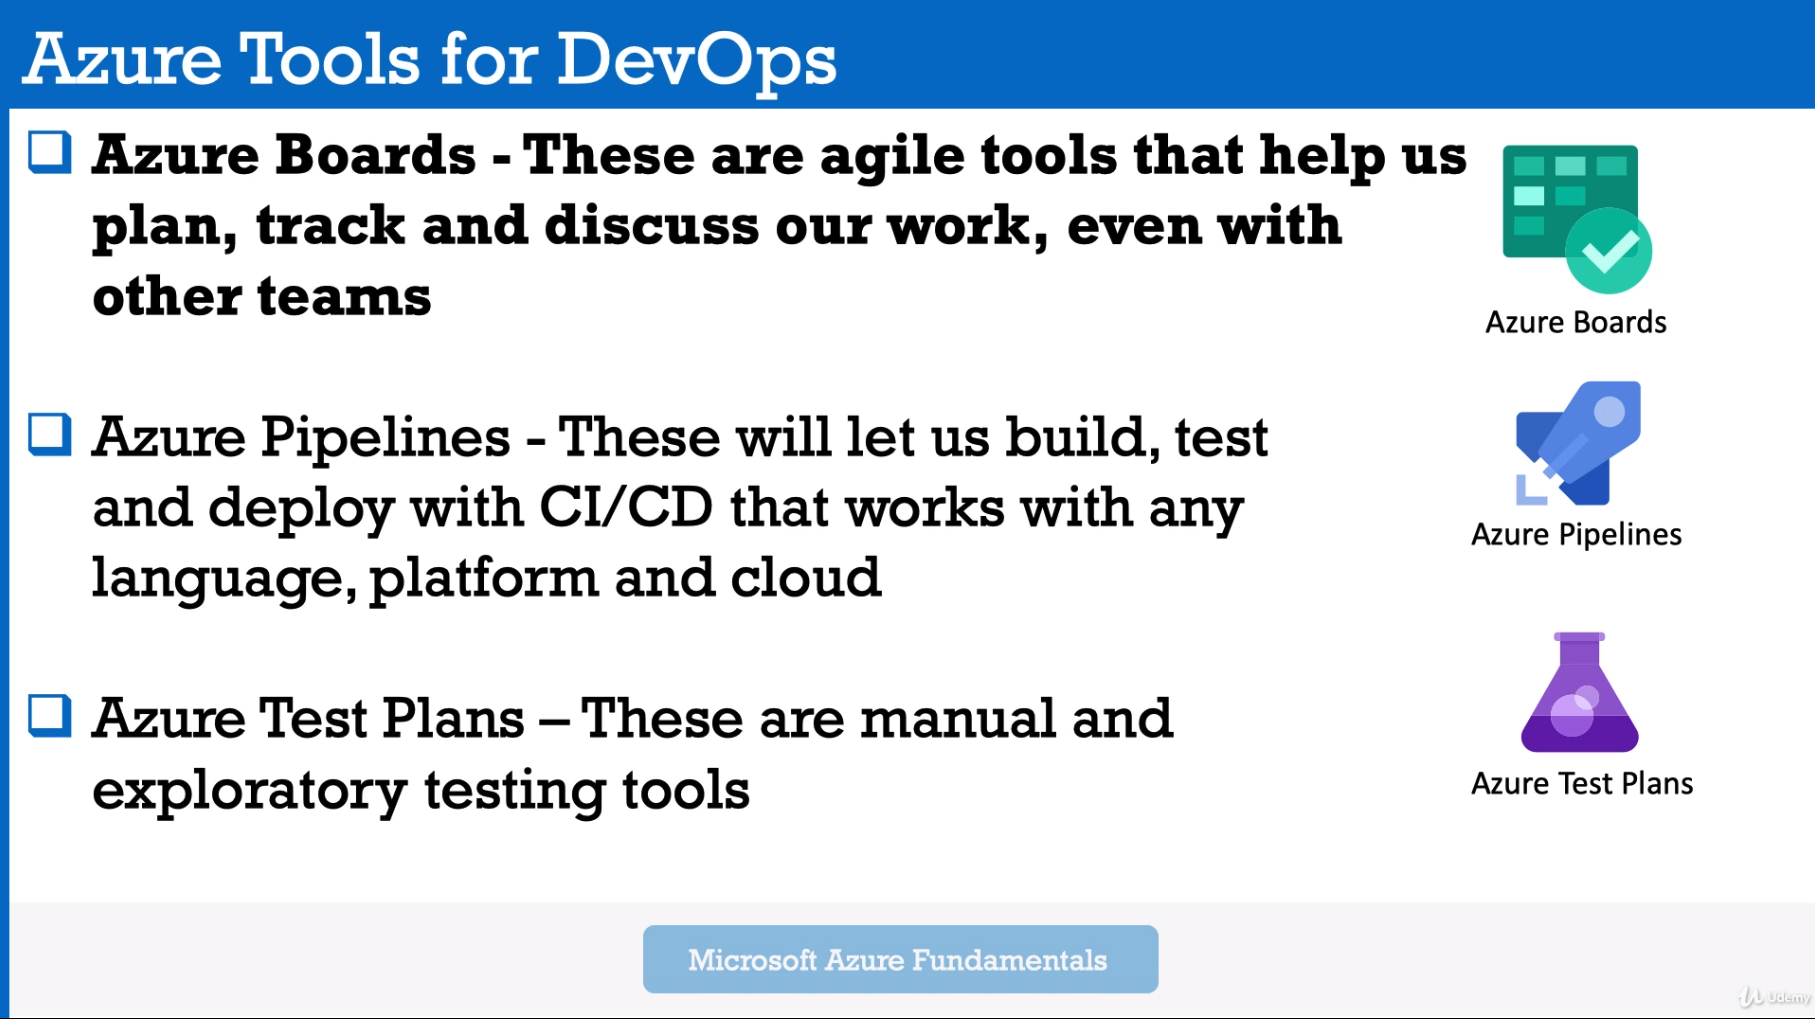 Azure Tools for DevOps
Azure Boards - These are agile tools that help us
plan, track and discuss our work, even with
other teams
Azure Boards
Azure Pipelines - These will let us build, test
and deploy with CI/CD that works with any
language, platform and cloud
Azure Pipelines
Azure Test Plans – These are manual and
exploratory testing tools
Azure Test Plans
Microsoft Azure Fundamentals
Udemy